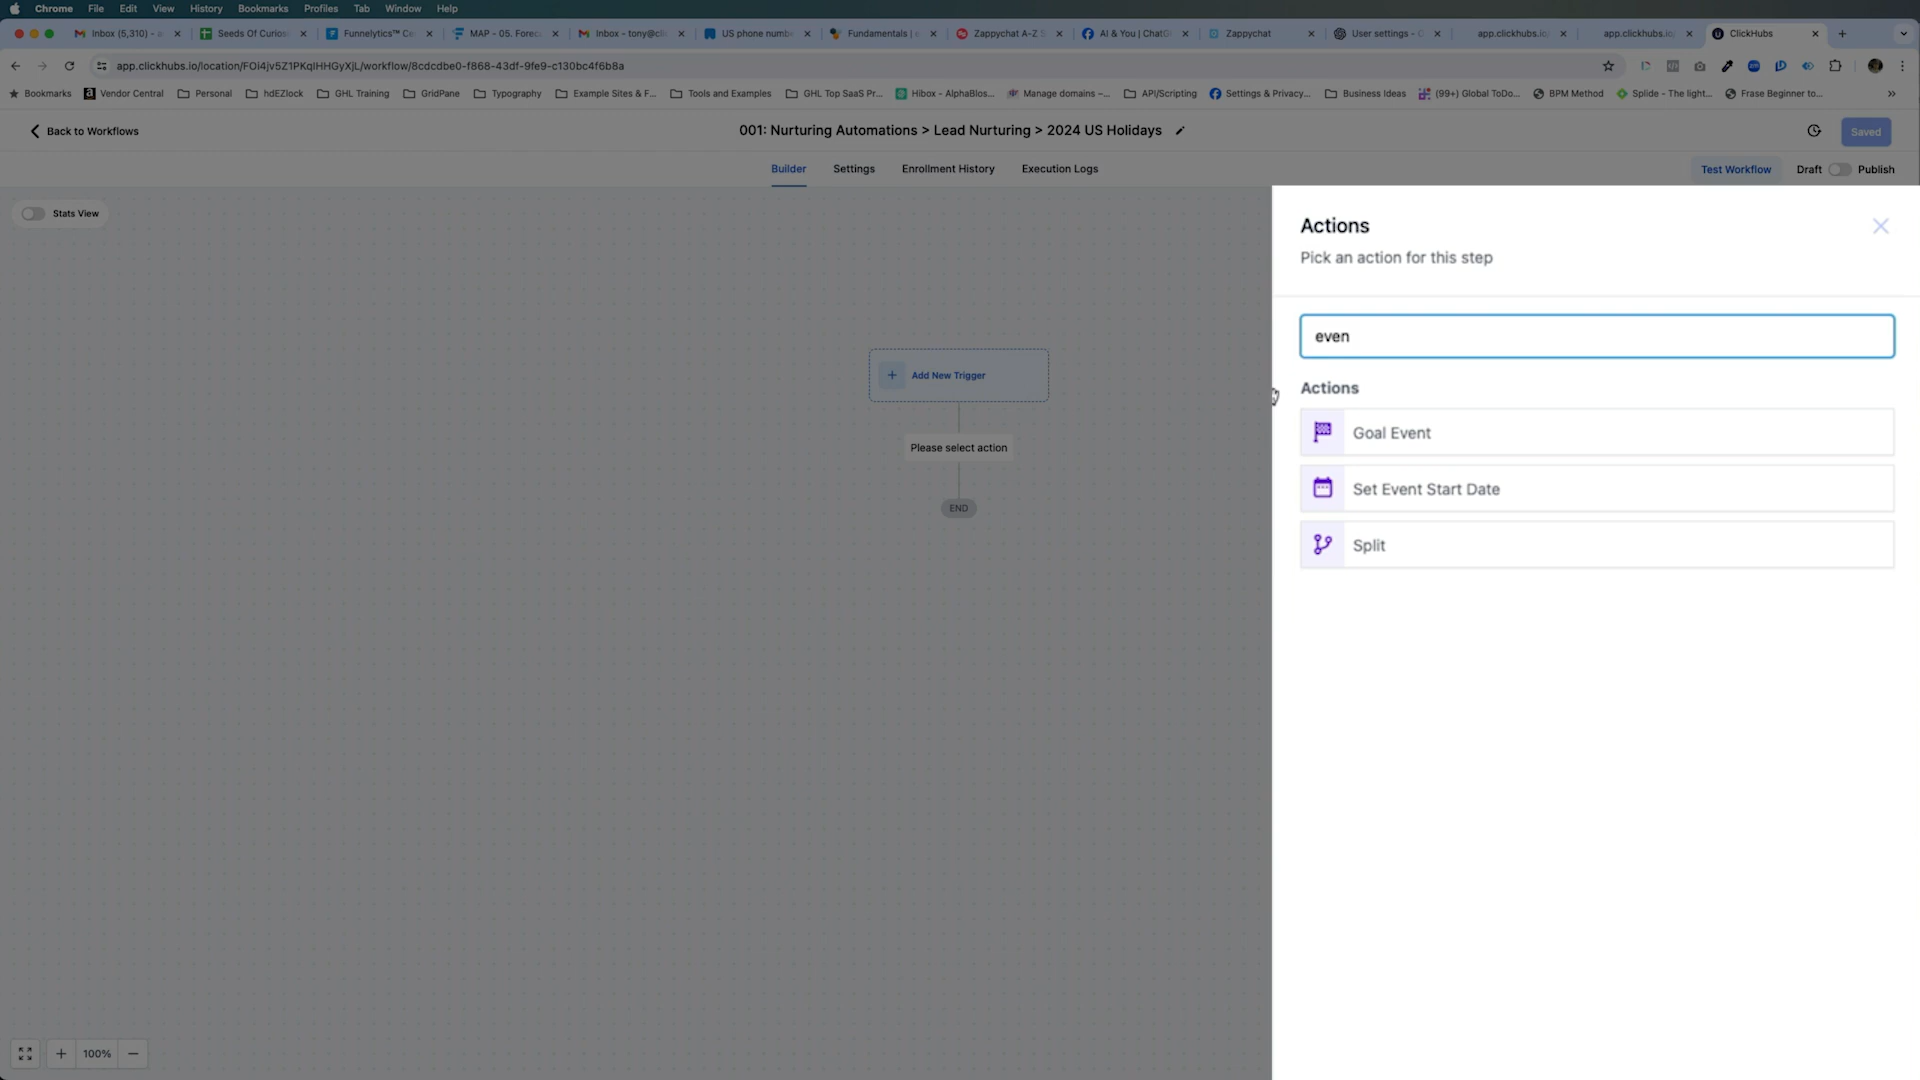 Chrome File Edit View History Bookmarks Profiles Tab Window Help
Inbox (5,310) - Seeds Of Curios Funnelytics™ Ca MAP - 05. Forec Inbox - tony@cli US phone numb Fundamentals | Zappychat A-Z S AI & You | ChatG Zappychat User settings - C app.clickhubs.io app.clickhubs.io ClickHubs
app.clickhubs.io/location/FOi4jv5Z1PKqIHHGyXjL/workflow/8cdcdbe0-f868-43df-9fe9-c130bc4f6b8a
Bookmarks Vendor Central Personal hdEZlock GHL Training GridPane Typography Example Sites & F... Tools and Examples GHL Top SaaS Pr... Hibox - AlphaBlos... Manage domains –... API/Scripting Settings & Privacy... Business Ideas (99+) Global ToDo... BPM Method Splide - The light... Frase Beginner to... »
Back to Workflows
001: Nurturing Automations > Lead Nurturing > 2024 US Holidays
Saved
Builder Settings Enrollment History Execution Logs
Test Workflow Draft Publish
Stats View
Add New Trigger
Please select action
END
100%
Actions
Pick an action for this step
even
Actions
Goal Event
Set Event Start Date
Split